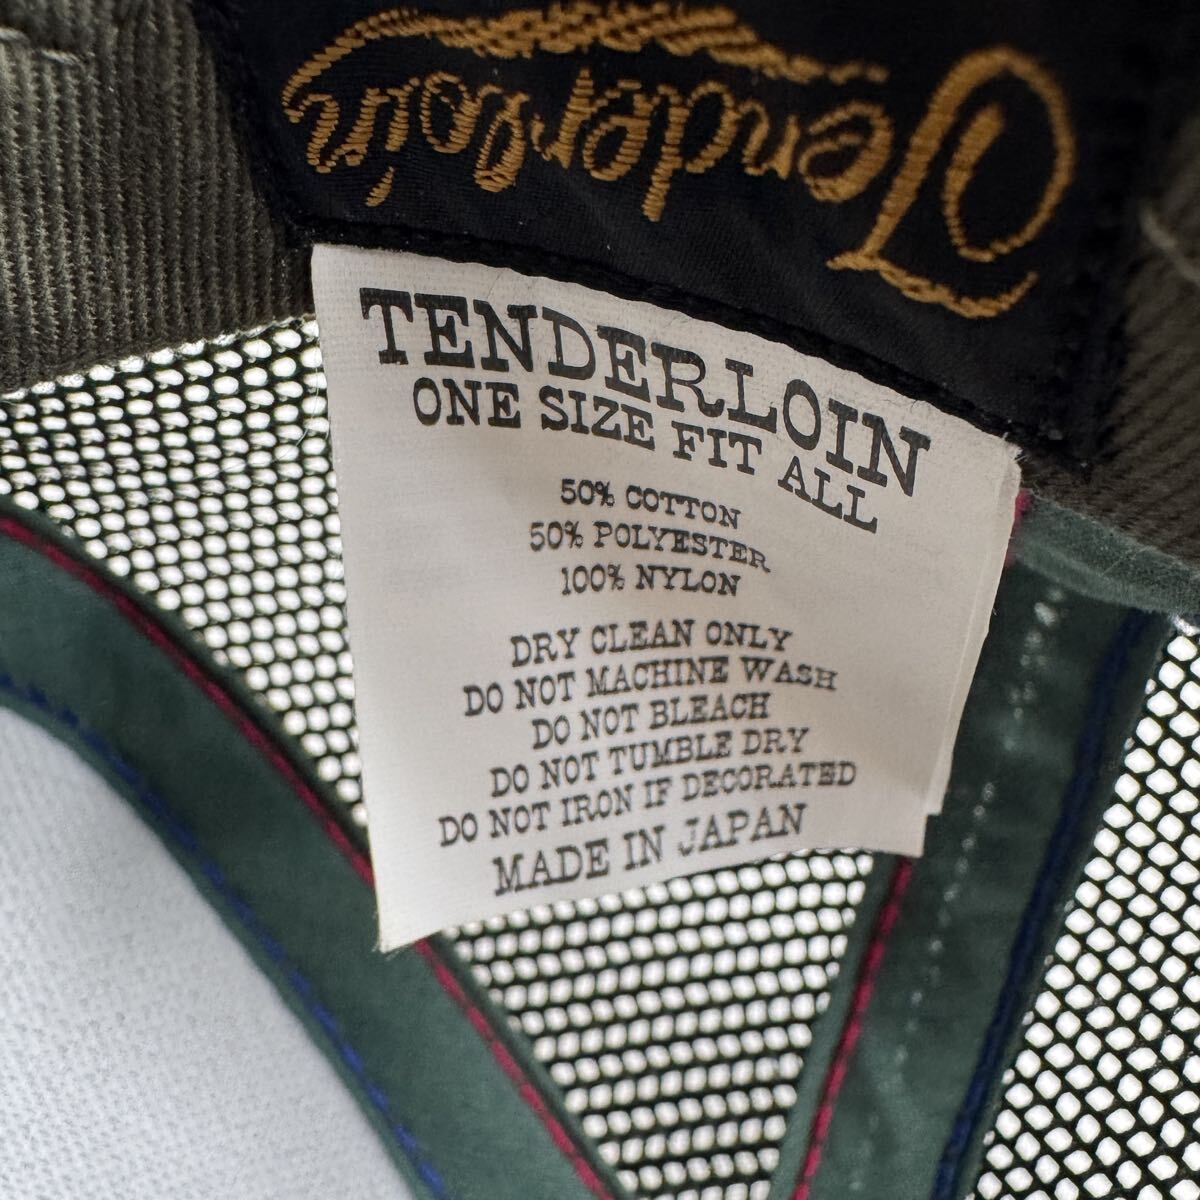 Tenderloin
TENDERLOIN
ONE SIZE FIT ALL
50% COTTON
50% POLYESTER
100% NYLON
DRY CLEAN ONLY
DO NOT MACHINE WASH
DO NOT BLEACH
DO NOT TUMBLE DRY
DO NOT IRON IF DECORATED
MADE IN JAPAN